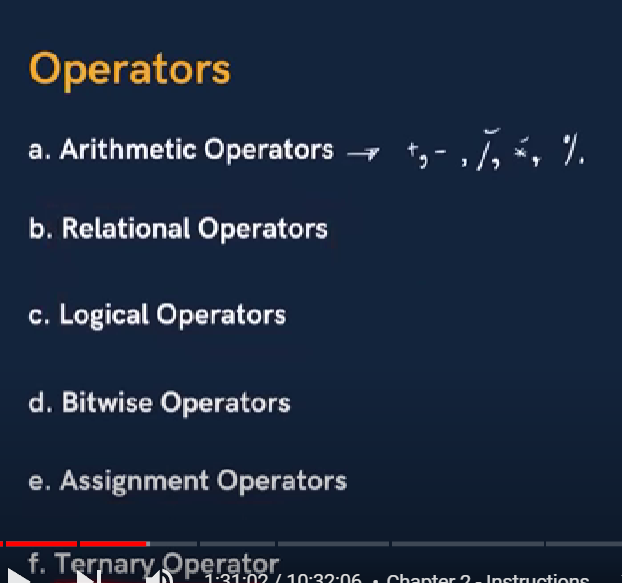 Operators
a. Arithmetic Operators → +, -, /, *, %
b. Relational Operators
c. Logical Operators
d. Bitwise Operators
e. Assignment Operators
f. Ternary Operator
1:31:02 / 10:32:06 • Chapter 2 - Instructions